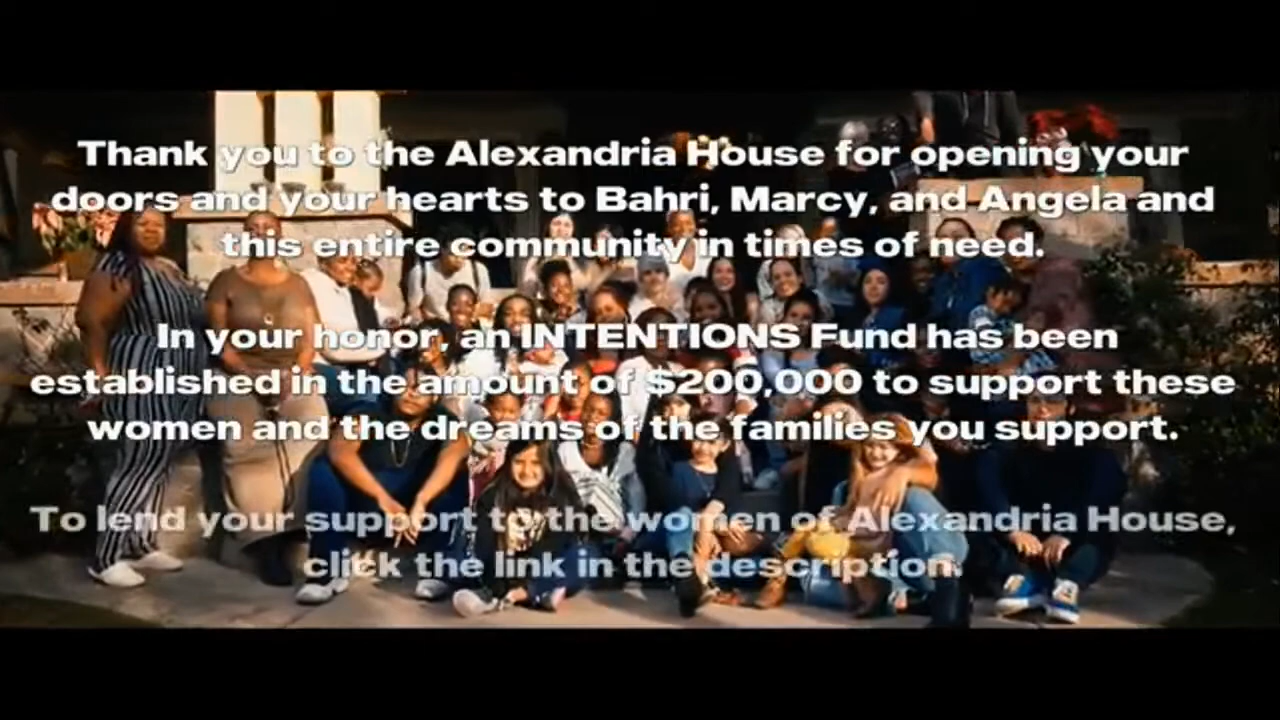 Thank you to the Alexandria House for opening your
doors and your hearts to Bahri, Marcy, and Angela and
this entire community in times of need.
In your honor, an INTENTIONS Fund has been
established in the amount of $200,000 to support these
women and the dreams of the families you support.
To lend your support to the women of Alexandria House,
click the link in the description.